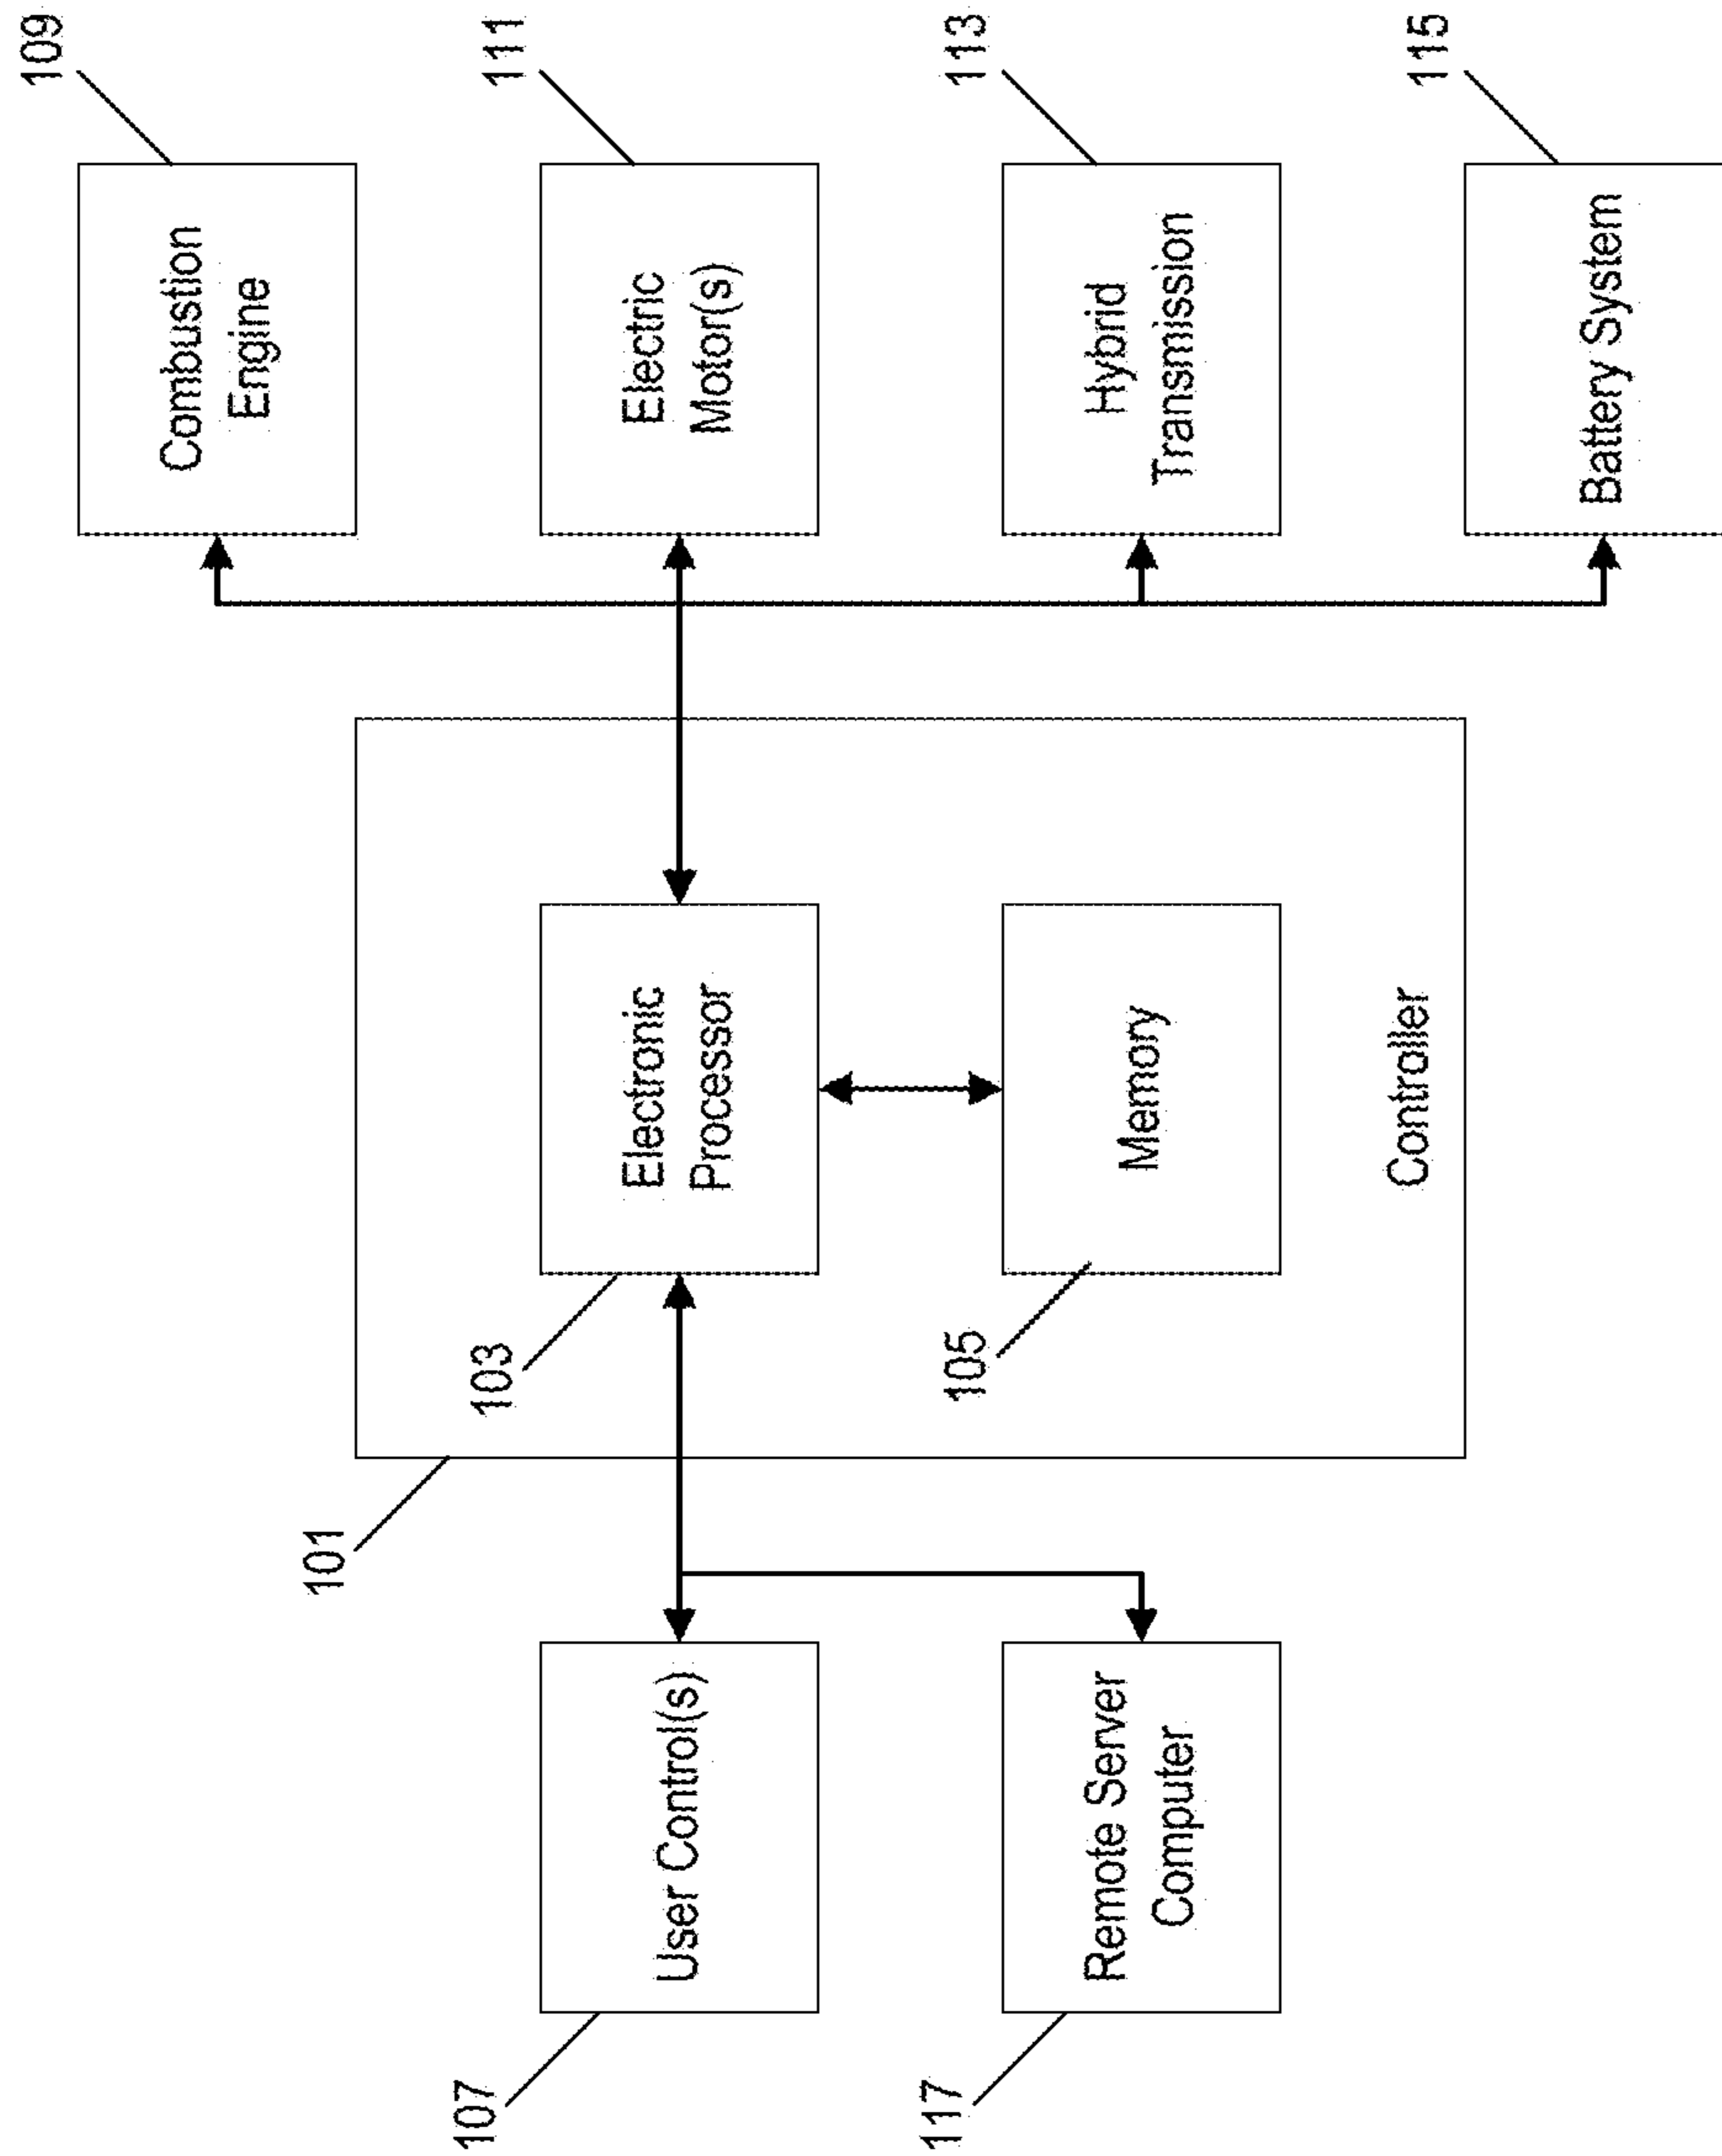 109
Combustion
Engine
101
103
Electronic
Processor
111
Electric
Motor(s)
107
User Control(s)
105
Memory
113
Hybrid
Transmission
117
Remote Server
Computer
Controller
115
Battery System